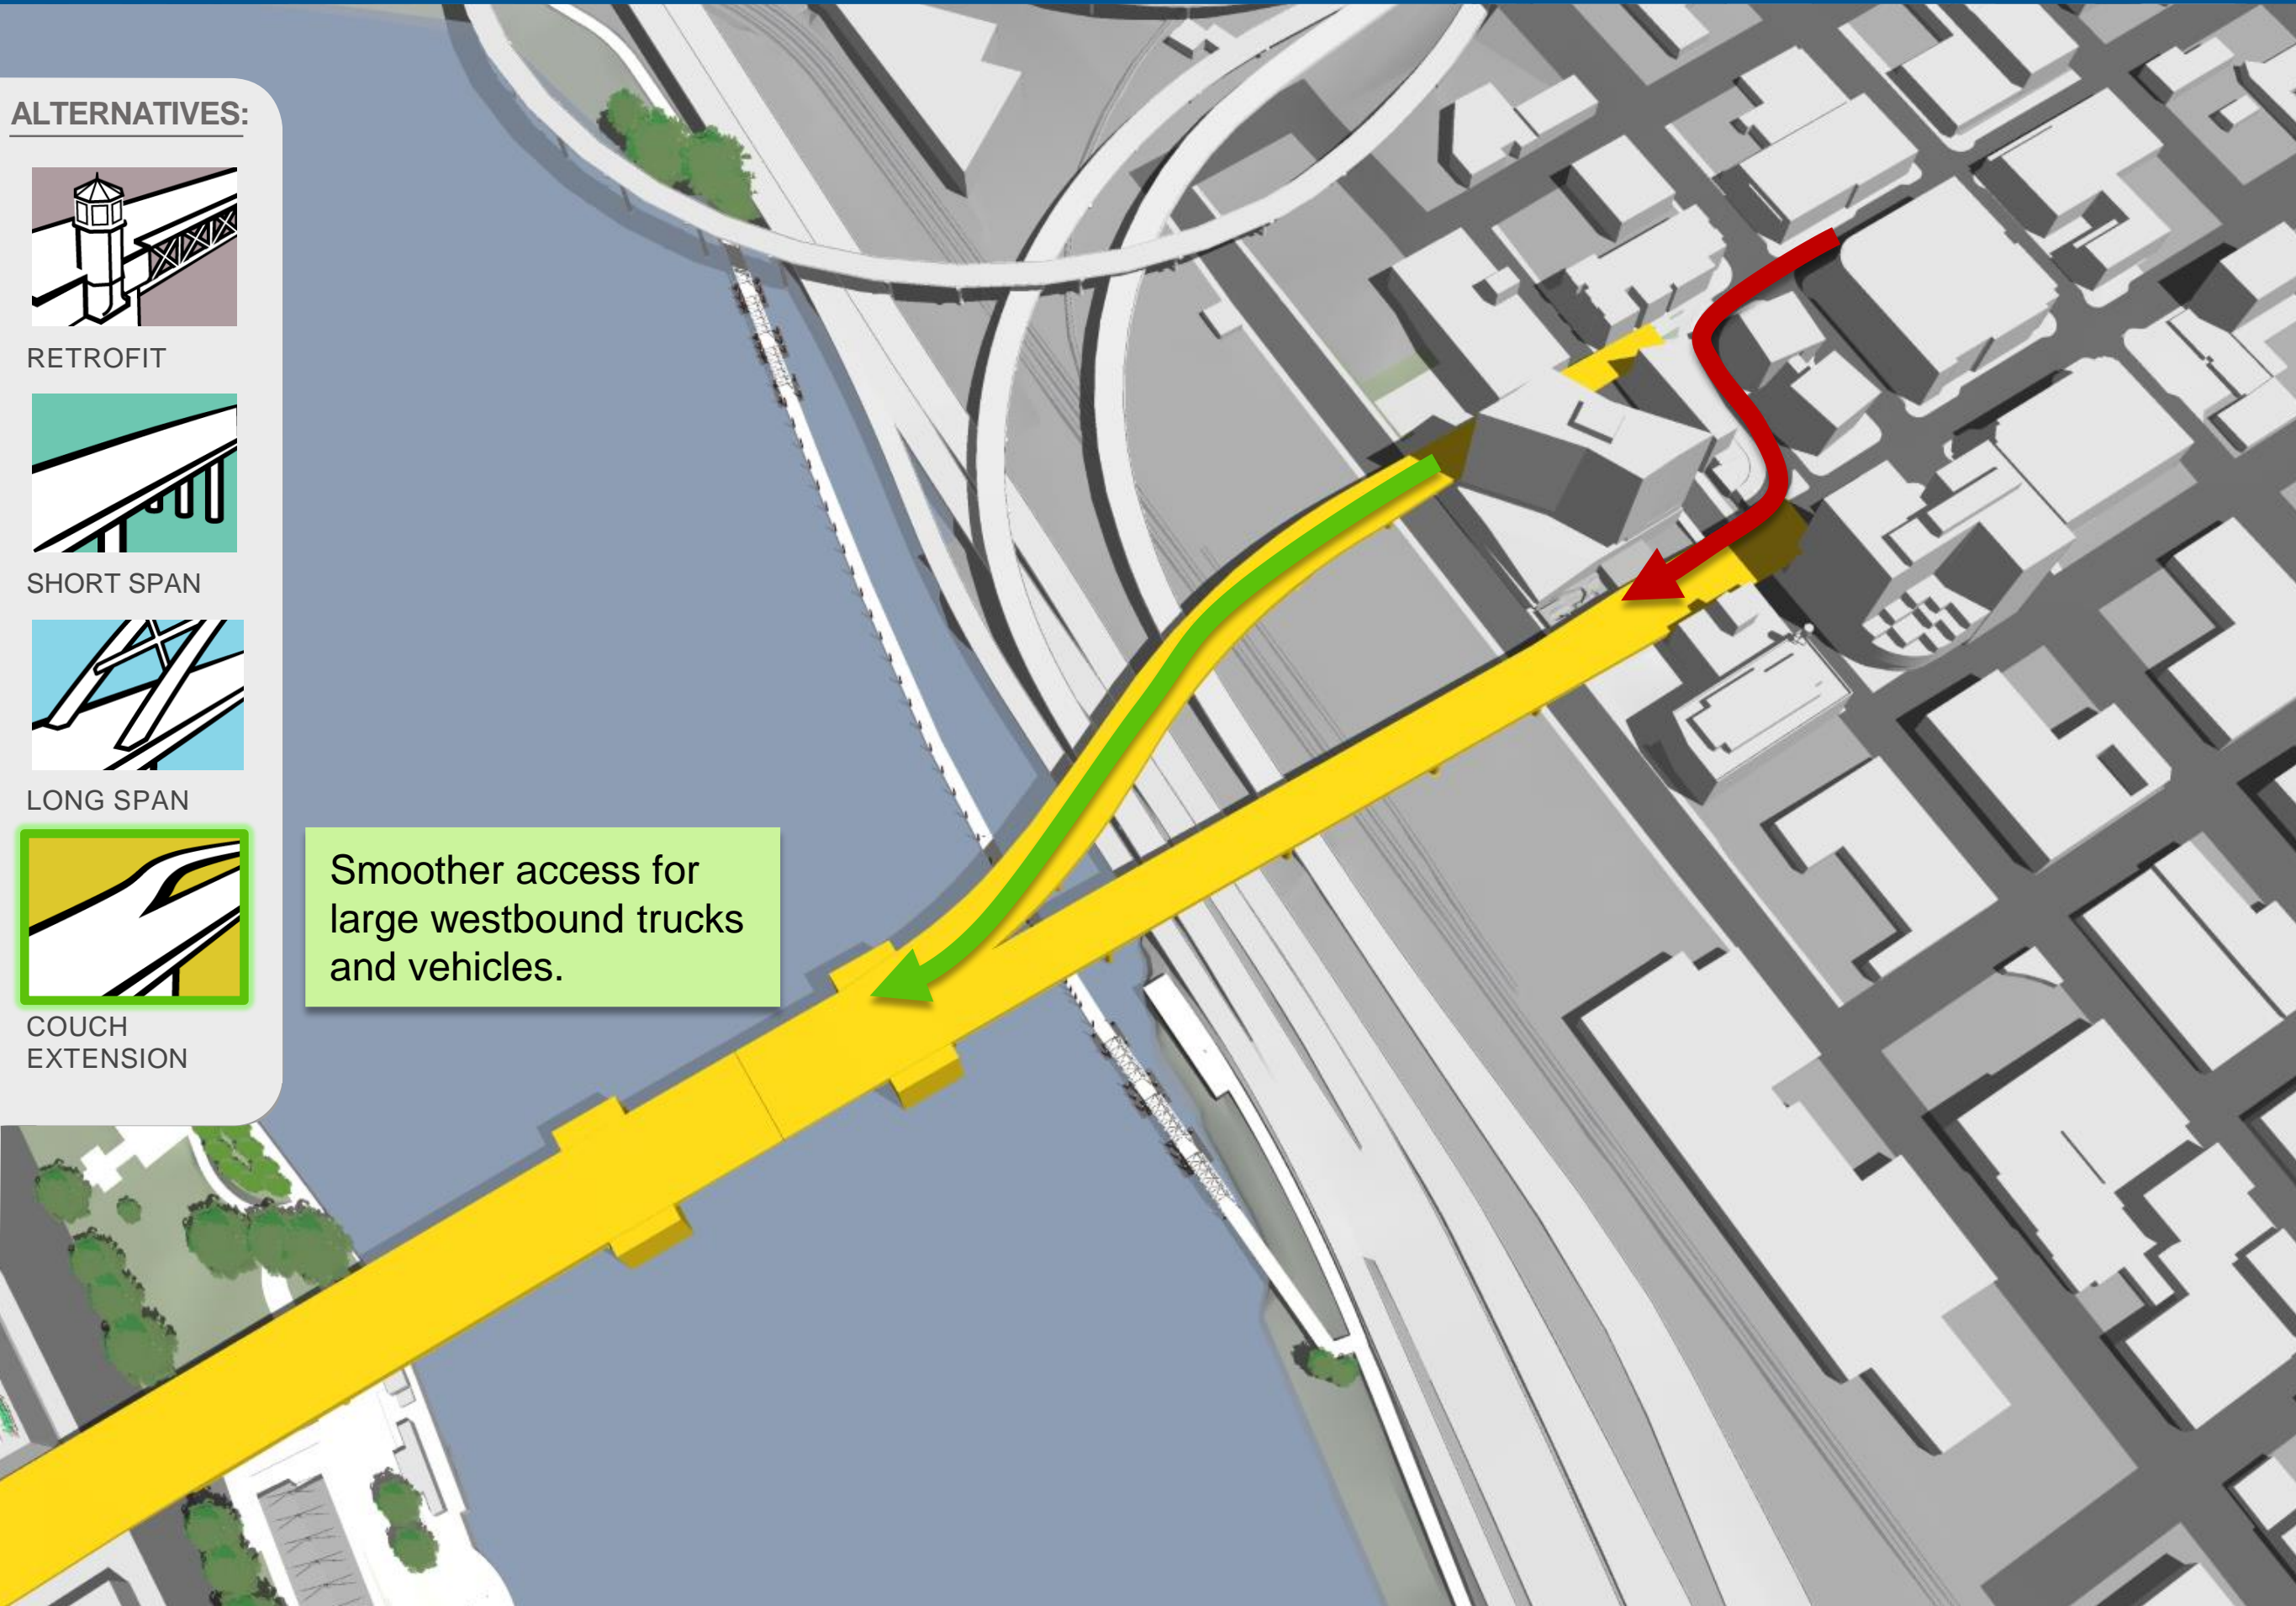 ALTERNATIVES:
RETROFIT
SHORT SPAN
LONG SPAN
COUCH
EXTENSION
Smoother access for
large westbound trucks
and vehicles.